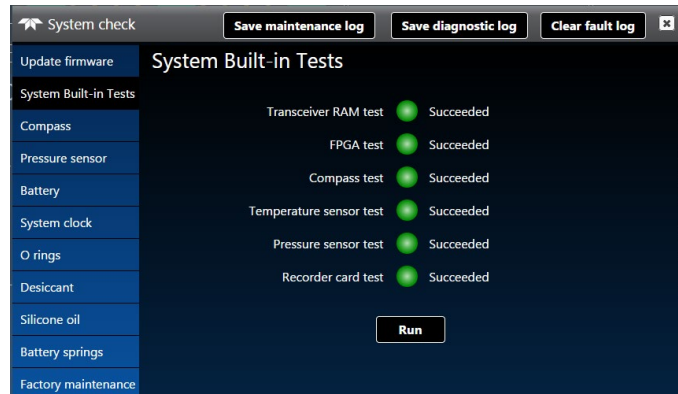 System check
Save maintenance log
Save diagnostic log
Clear fault log
Update firmware
System Built-in Tests
Compass
Pressure sensor
Battery
System clock
O rings
Desiccant
Silicone oil
Battery springs
Factory maintenance
System Built-in Tests
Transceiver RAM test Succeeded
FPGA test Succeeded
Compass test Succeeded
Temperature sensor test Succeeded
Pressure sensor test Succeeded
Recorder card test Succeeded
Run